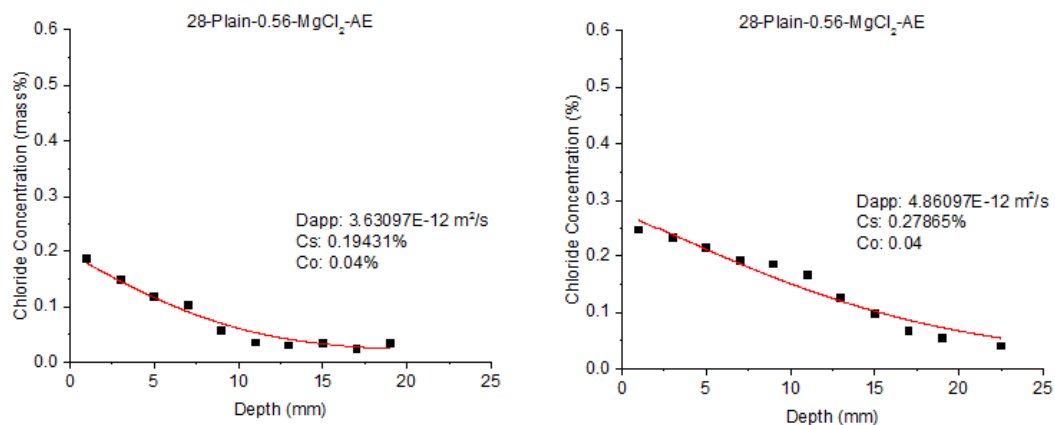 28-Plain-0.56-MgCl₂-AE
0.6
0.5
0.4
0.3
0.2
0.1
0.0
Chloride Concentration (mass%)
Dapp: 3.63097E-12 m²/s
Cs: 0.19431%
Co: 0.04%
0 5 10 15 20 25
Depth (mm)
28-Plain-0.56-MgCl₂-AE
0.6
0.5
0.4
0.3
0.2
0.1
0.0
Chloride Concentration (%)
Dapp: 4.86097E-12 m²/s
Cs: 0.27865%
Co: 0.04
0 5 10 15 20 25
Depth (mm)